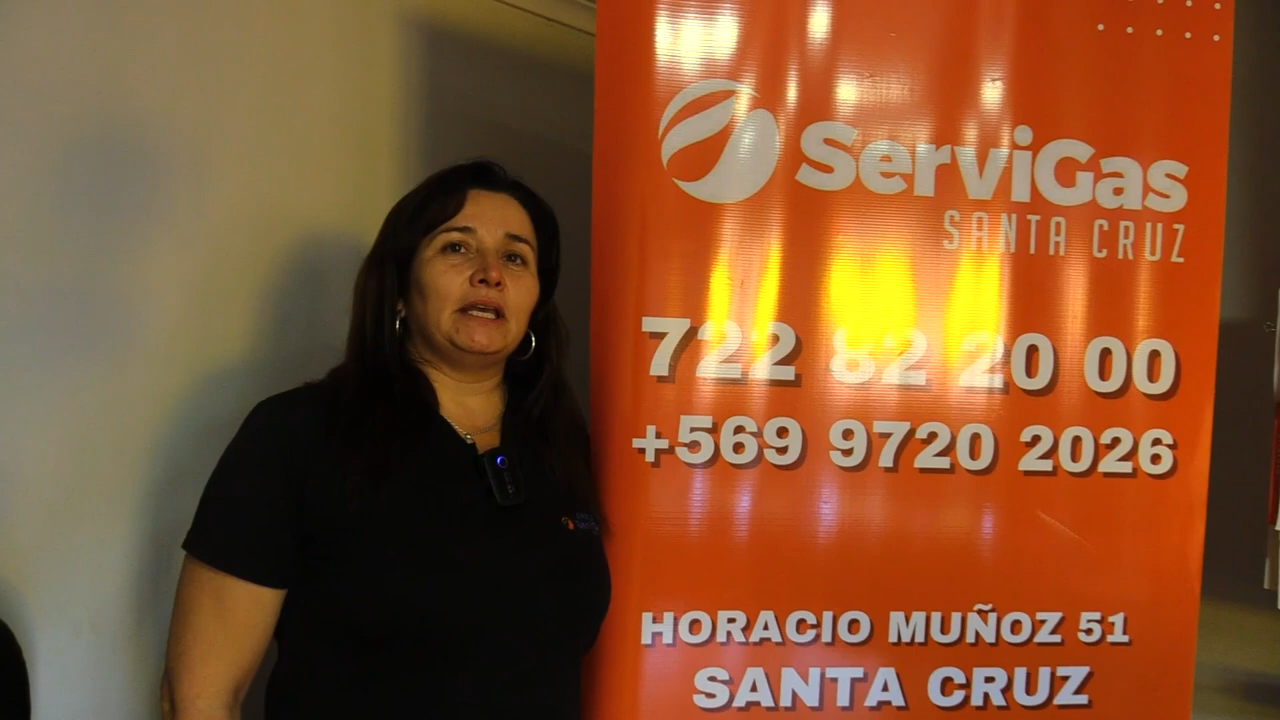 ServiGas
SANTA CRUZ
722 82 20 00
+569 9720 2026
HORACIO MUÑOZ 51
SANTA CRUZ